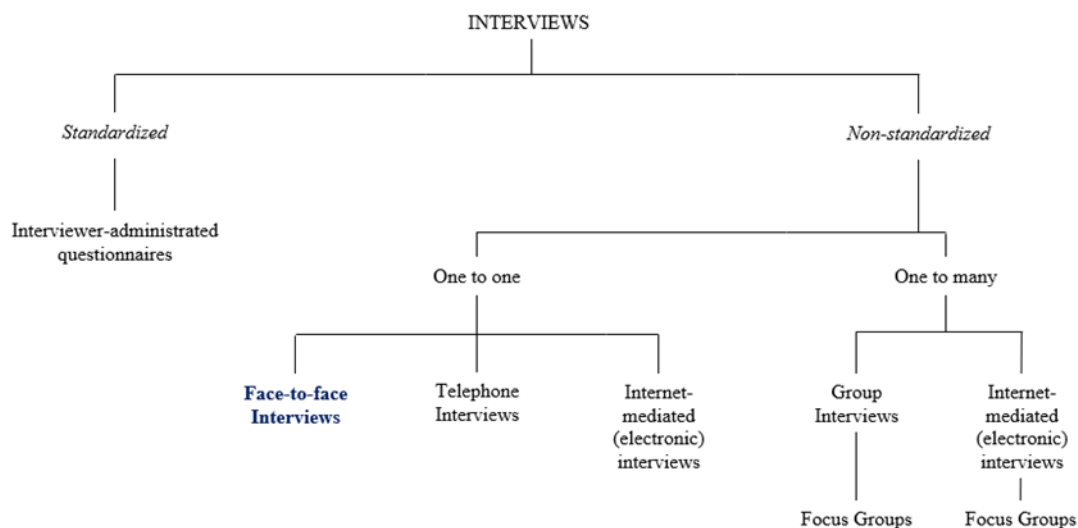 INTERVIEWS
Standardized
Non-standardized
Interviewer-administrated
questionnaires
One to one
One to many
Face-to-face
Interviews
Telephone
Interviews
Internet-
mediated
(electronic)
interviews
Group
Interviews
Internet-
mediated
(electronic)
interviews
Focus Groups
Focus Groups